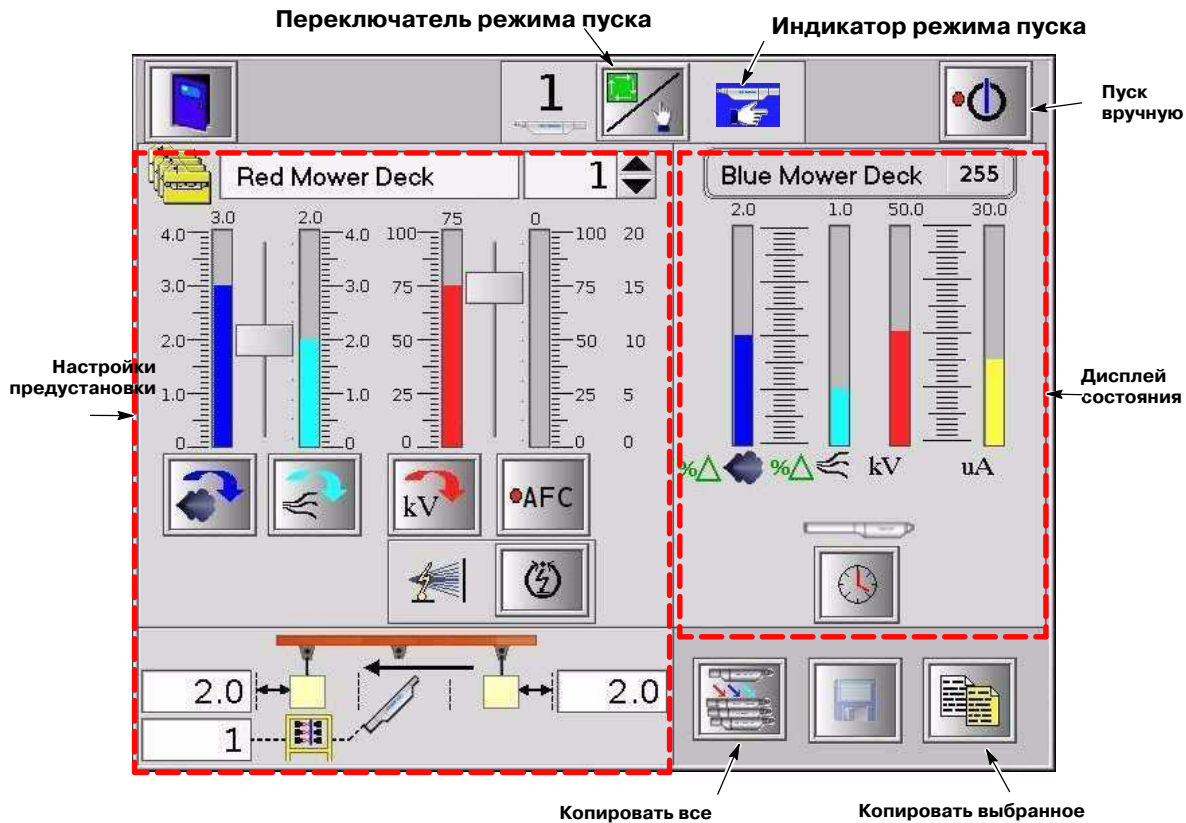 Переключатель режима пуска
Индикатор режима пуска
1
Пуск
вручную
Red Mower Deck
1
Blue Mower Deck
255
3.0
2.0
75
0
2.0
1.0
50.0
30.0
4.0
4.0
100
100
20
3.0
3.0
75
75
15
2.0
2.0
50
50
10
1.0
1.0
25
25
5
0
0
0
0
0
Настройки
предустановки
Дисплей
состояния
%
%
kV
uA
kV
AFC
2.0
2.0
1
Копировать все
Копировать выбранное